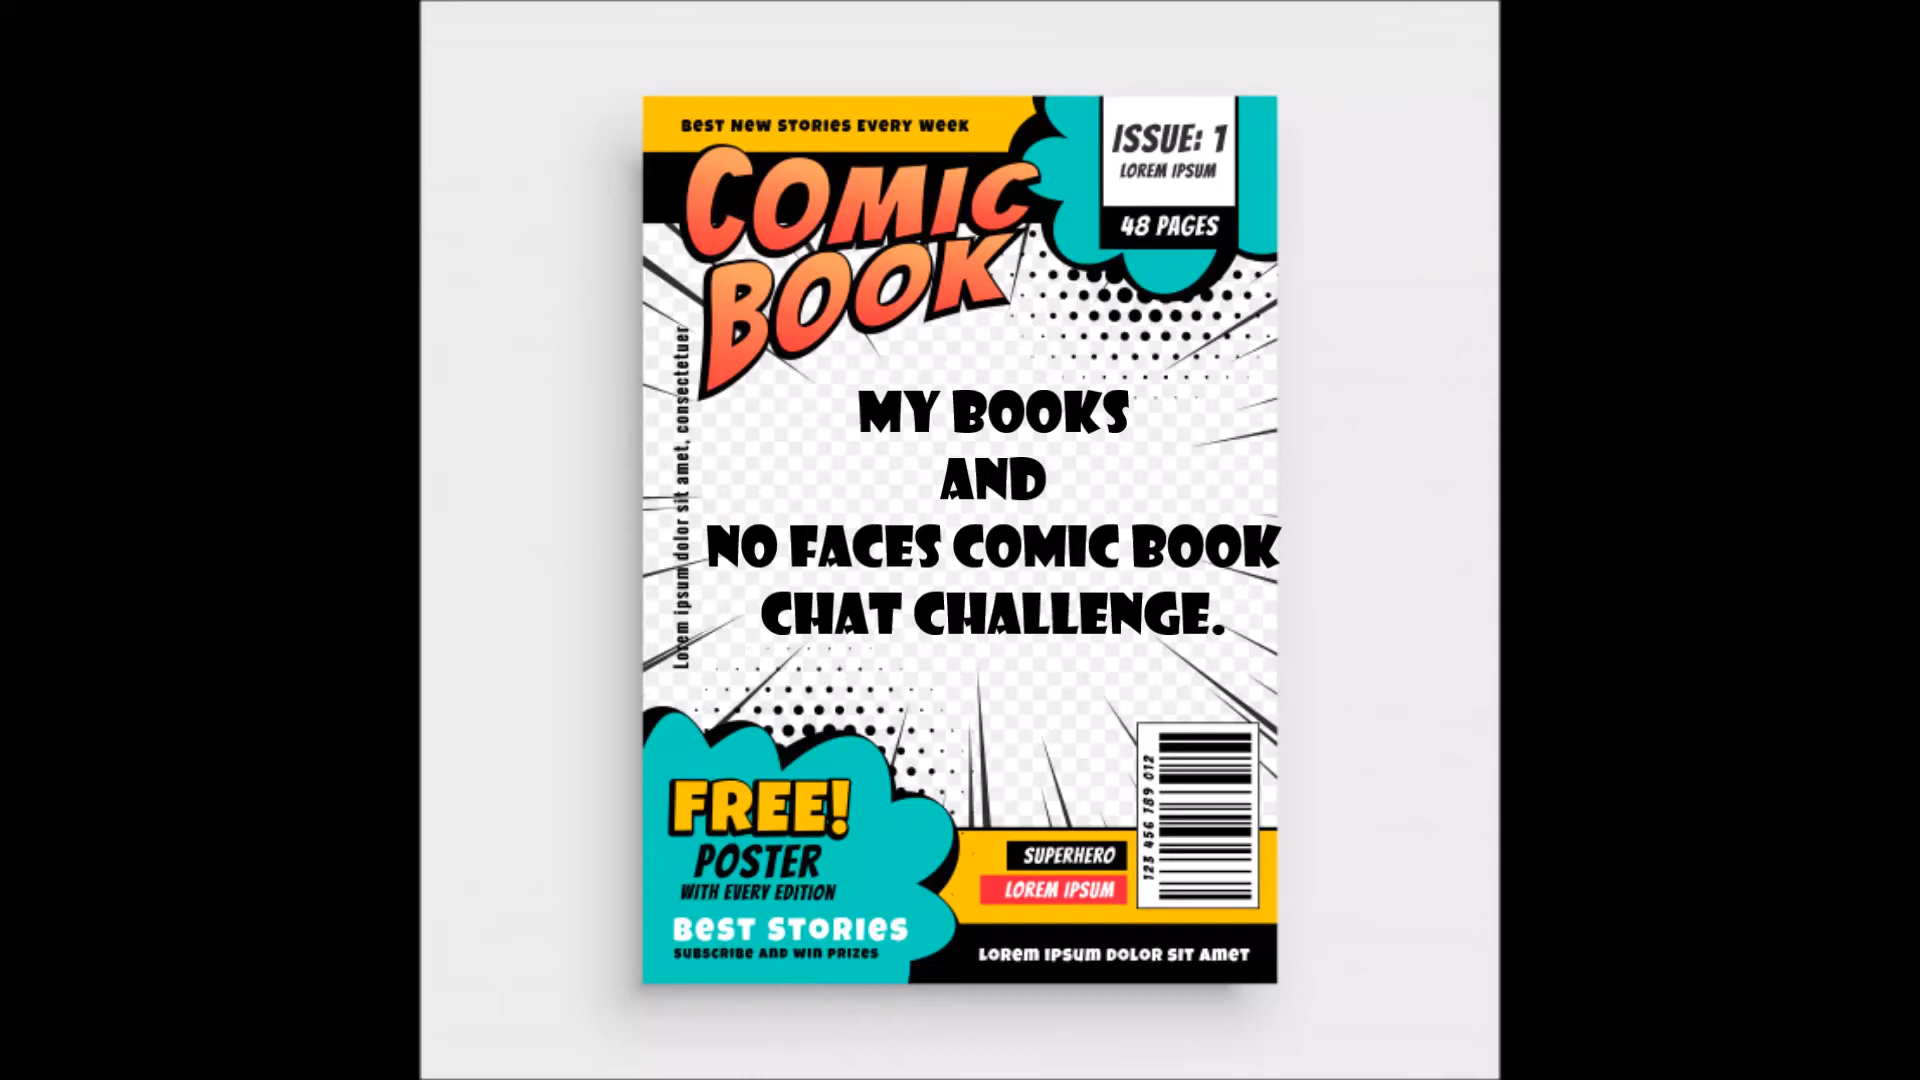 BEST NEW STORIES EVERY WEEK
ISSUE: 1
LOREM IPSUM
48 PAGES
COMIC
BOOK
Lorem ipsum dolor sit amet, consectetuer
MY BOOKS
AND
NO FACES COMIC BOOK
CHAT CHALLENGE.
FREE!
POSTER
WITH EVERY EDITION
BEST STORIES
SUBSCRIBE AND WIN PRIZES
SUPERHERO
LOREM IPSUM
123 456 789 012
LOREM IPSUM DOLOR SIT AMET